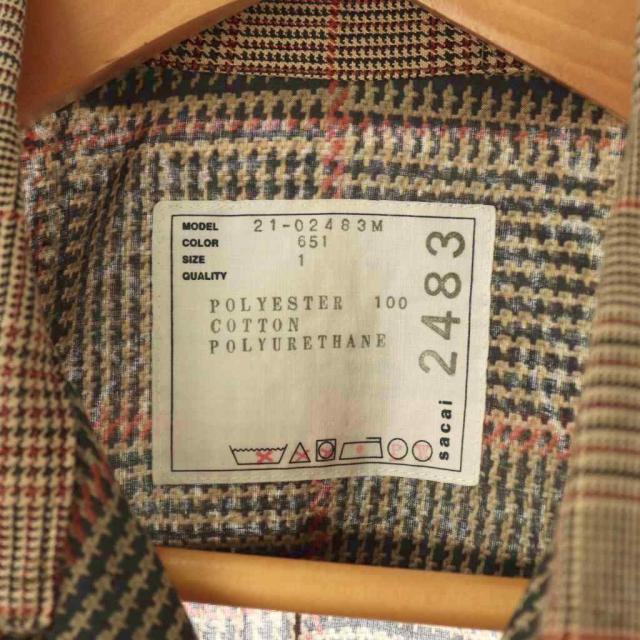 MODEL 21-02483M
COLOR 651
SIZE 1
QUALITY
POLYESTER 100
COTTON
POLYURETHANE
2483
sacai